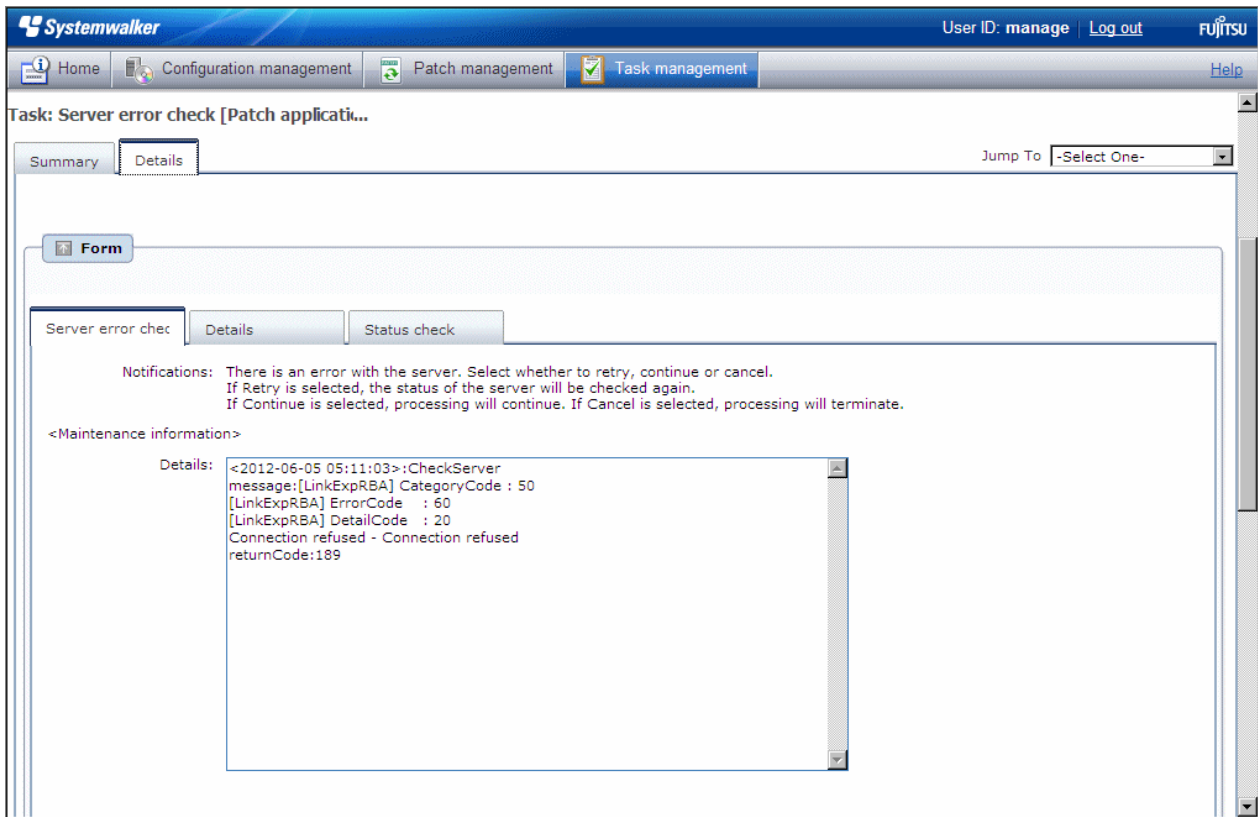 Systemwalker
User ID: manage | Log out
FUJITSU
Home
Configuration management
Patch management
Task management
Help
Task: Server error check [Patch applicati...
Summary
Details
Jump To
-Select One-
Form
Server error chec
Details
Status check
Notifications: There is an error with the server. Select whether to retry, continue or cancel.
If Retry is selected, the status of the server will be checked again.
If Continue is selected, processing will continue. If Cancel is selected, processing will terminate.
<Maintenance information>
Details:
<2012-06-05 05:11:03>:CheckServer
message:[LinkExpRBA] CategoryCode : 50
[LinkExpRBA] ErrorCode : 60
[LinkExpRBA] DetailCode : 20
Connection refused - Connection refused
returnCode:189